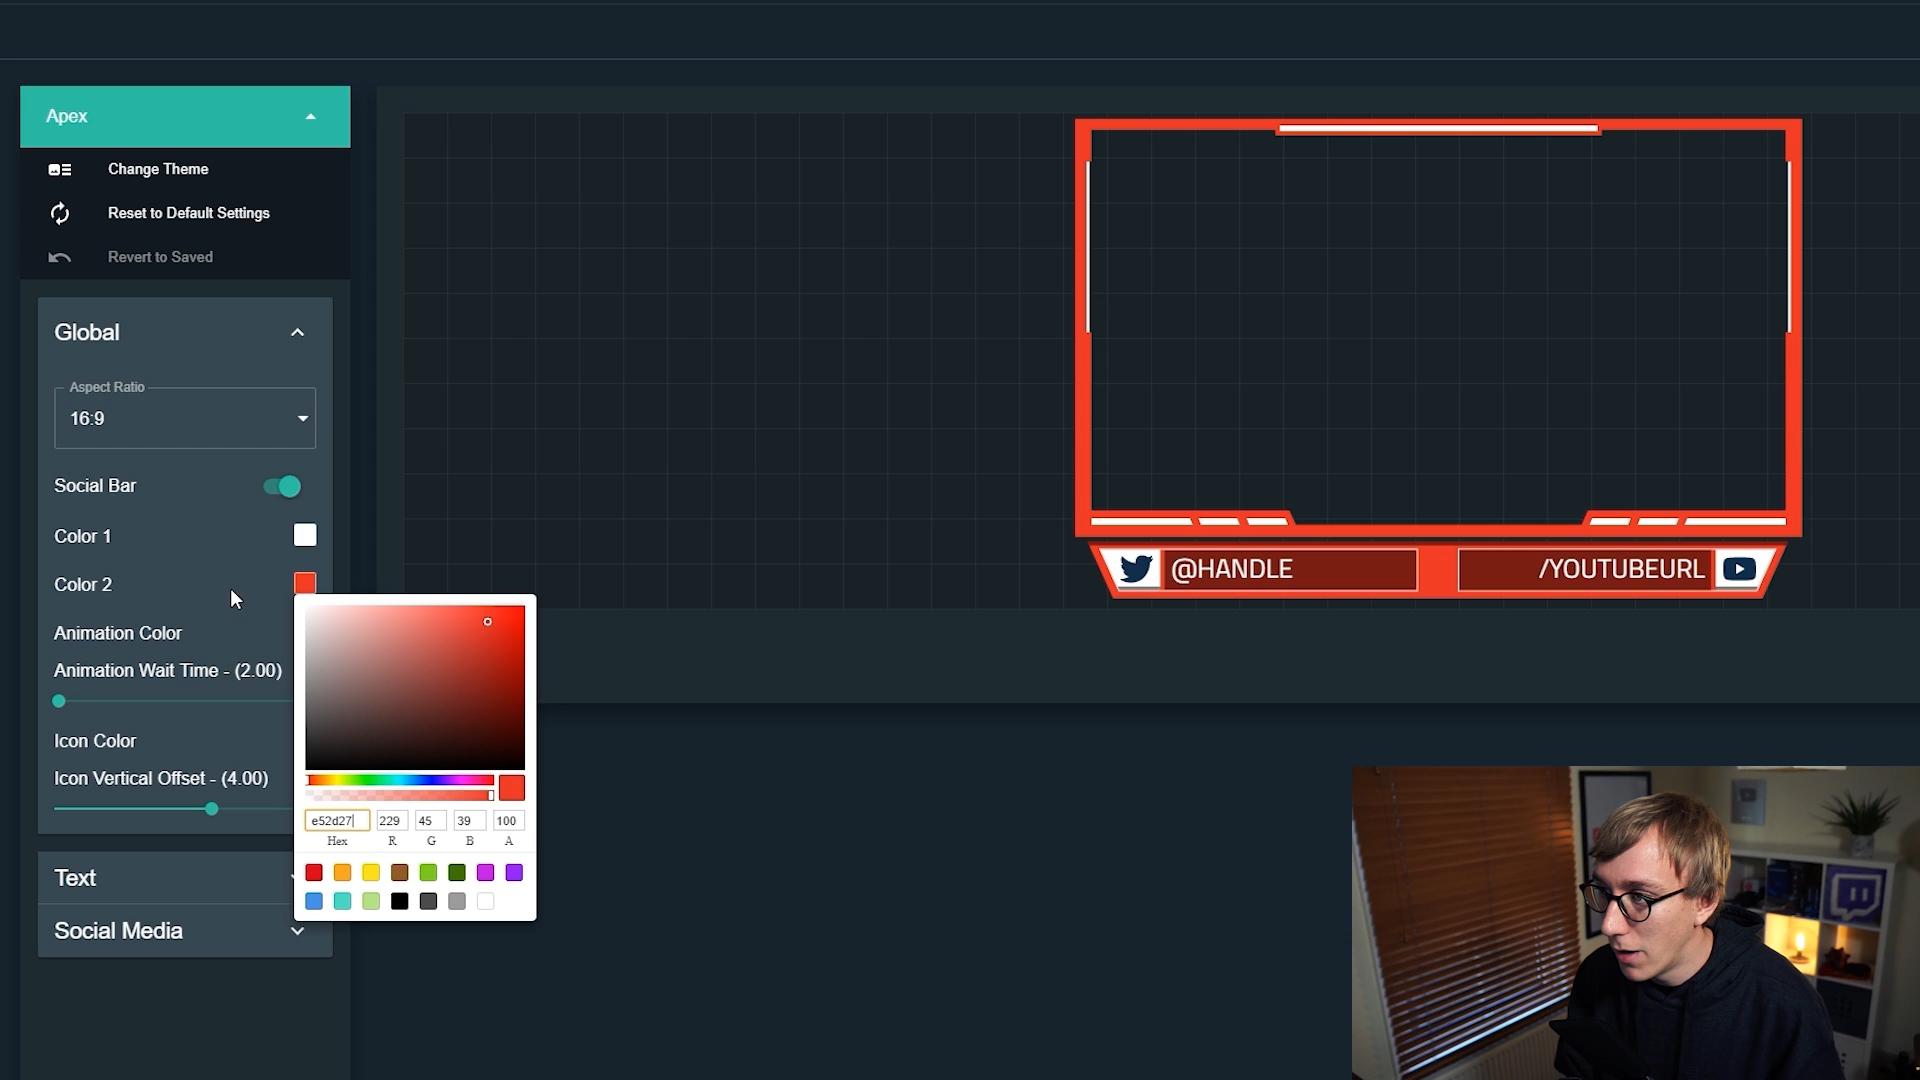 Apex
Change Theme
Reset to Default Settings
Revert to Saved
Global
Aspect Ratio
16:9
Social Bar
Color 1
Color 2
Animation Color
Animation Wait Time - (2.00)
Icon Color
Icon Vertical Offset - (4.00)
e52d27 229 45 39 100
Hex R G B A
Text
Social Media
@HANDLE
/YOUTUBEURL